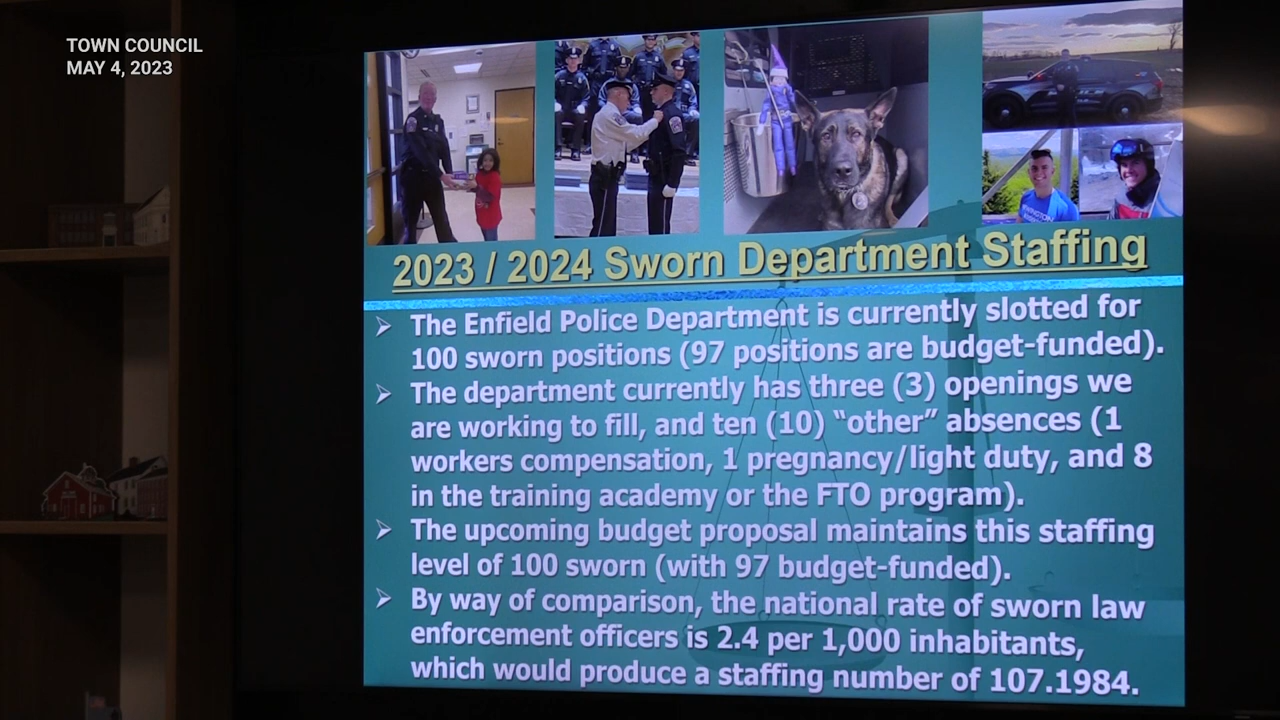 TOWN COUNCIL
MAY 4, 2023
2023 / 2024 Sworn Department Staffing
➢ The Enfield Police Department is currently slotted for
100 sworn positions (97 positions are budget-funded).
➢ The department currently has three (3) openings we
are working to fill, and ten (10) “other” absences (1
workers compensation, 1 pregnancy/light duty, and 8
in the training academy or the FTO program).
➢ The upcoming budget proposal maintains this staffing
level of 100 sworn (with 97 budget-funded).
➢ By way of comparison, the national rate of sworn law
enforcement officers is 2.4 per 1,000 inhabitants,
which would produce a staffing number of 107.1984.